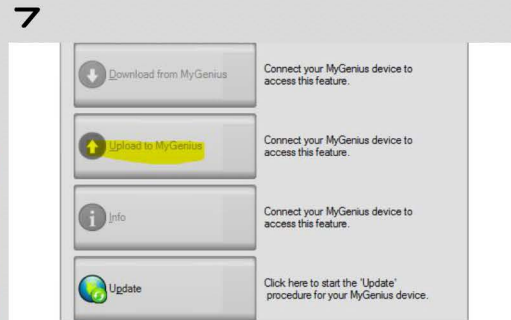 7
Download from MyGenius
Connect your MyGenius device to
access this feature.
Upload to MyGenius
Connect your MyGenius device to
access this feature.
Info
Connect your MyGenius device to
access this feature.
Update
Click here to start the 'Update'
procedure for your MyGenius device.